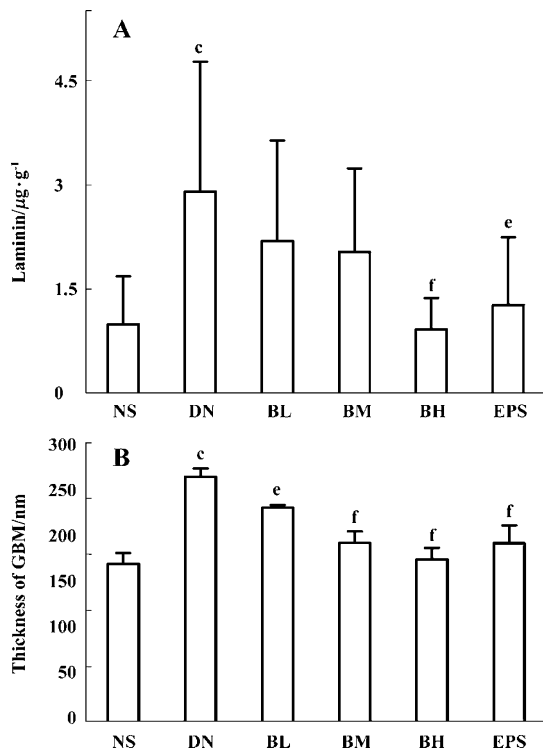 A
c
4.5
3
e
f
1.5
0
Laminin/μg·g⁻¹
NS DN BL BM BH EPS
B
300
c
250
e
f
f
f
200
150
100
50
0
Thickness of GBM/nm
NS DN BL BM BH EPS